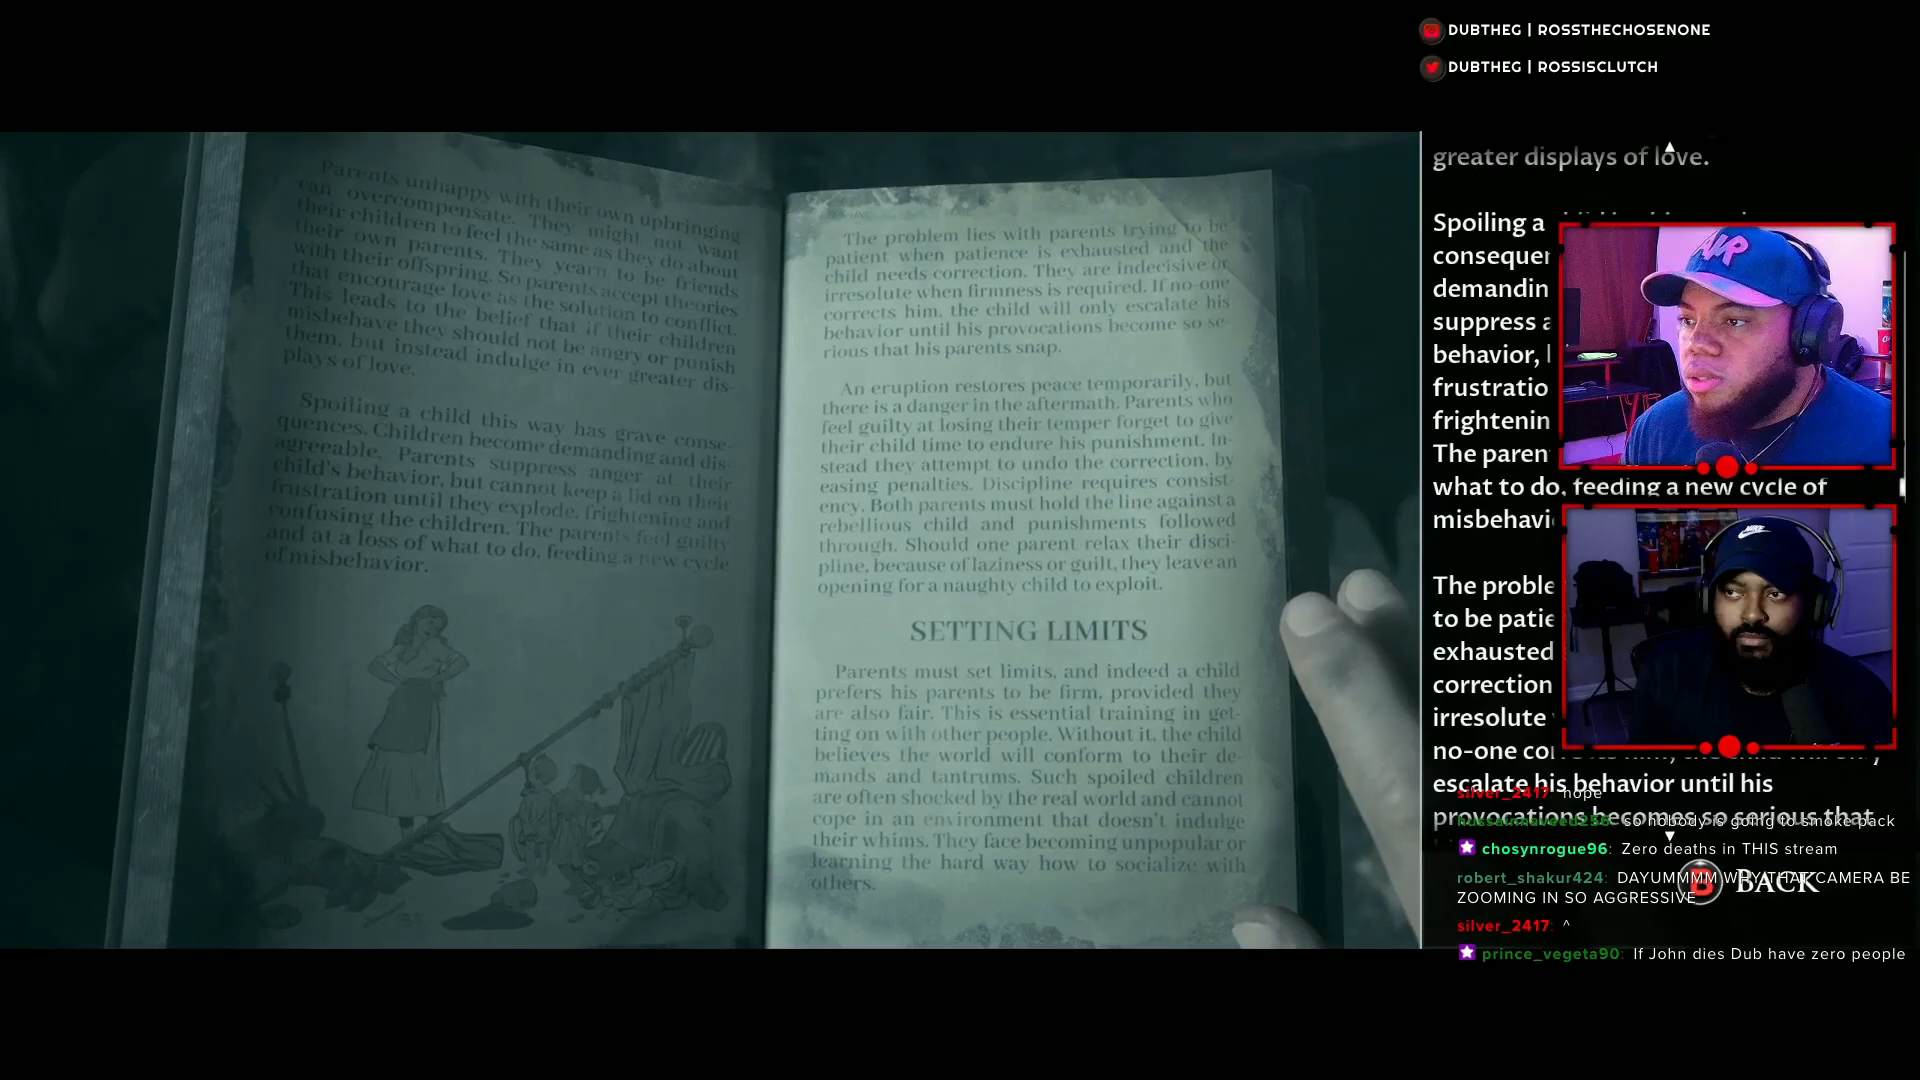 DUBTHEG | ROSSTHECHOSENONE
DUBTHEG | ROSSISCLUTCH
Parents unhappy with their own upbringing
can overcompensate. They might not want
their children to feel the same as they do about
their own parents. They yearn to be friends
with their offspring. So parents accept theories
that encourage love as the solution to conflict.
This leads to the belief that if their children
misbehave they should not be angry or punish
them, but instead indulge in ever greater dis-
plays of love.
Spoiling a child this way has grave conse-
quences. Children become demanding and dis-
agreeable. Parents suppress anger at their
child's behavior, but cannot keep a lid on their
frustration until they explode, frightening and
confusing the children. The parents feel guilty
and at a loss of what to do, feeding a new cycle
of misbehavior.
The problem lies with parents trying to be
patient when patience is exhausted and the
child needs correction. They are indecisive or
irresolute when firmness is required. If no-one
corrects him, the child will only escalate his
behavior until his provocations become so se-
rious that his parents snap.
An eruption restores peace temporarily, but
there is a danger in the aftermath. Parents who
feel guilty at losing their temper forget to give
their child time to endure his punishment. In-
stead they attempt to undo the correction, by
easing penalties. Discipline requires consist-
ency. Both parents must hold the line against a
rebellious child and punishments followed
through. Should one parent relax their disci-
pline, because of laziness or guilt, they leave an
opening for a naughty child to exploit.
SETTING LIMITS
Parents must set limits, and indeed a child
prefers his parents to be firm, provided they
are also fair. This is essential training in get-
ting on with other people. Without it, the child
believes the world will conform to their de-
mands and tantrums. Such spoiled children
are often shocked by the real world and cannot
cope in an environment that doesn't indulge
their whims. They face becoming unpopular or
learning the hard way how to socialize with
others.
greater displays of love.
Spoiling a
consequen
demandin
suppress a
behavior,
frustratio
frightenin
The paren
what to do, feeding a new cycle of
misbehavi
The proble
to be patie
exhausted
correction
irresolute
no-one
escalate his behavior until his
provocations becomes so serious that
AIR
silver_2417: nope
so nobody is going to smoke pack
chosynrogue96: Zero deaths in THIS stream
robert_shakur424: DAYUMMMM WHY THAT CAMERA BE
ZOOMING IN SO AGGRESSIVE
silver_2417: ^
prince_vegeta90: If John dies Dub have zero people
B BACK